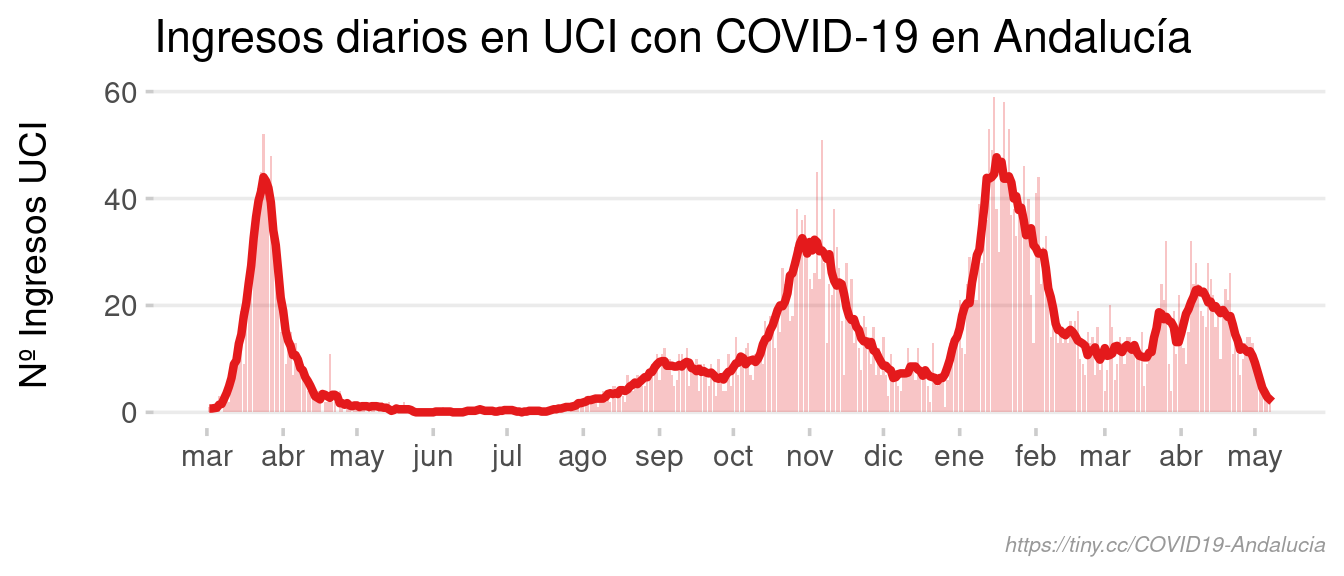 Ingresos diarios en UCI con COVID-19 en Andalucía
Nº Ingresos UCI
60
40
20
0
mar abr may jun jul ago sep oct nov dic ene feb mar abr may
https://tiny.cc/COVID19-Andalucia